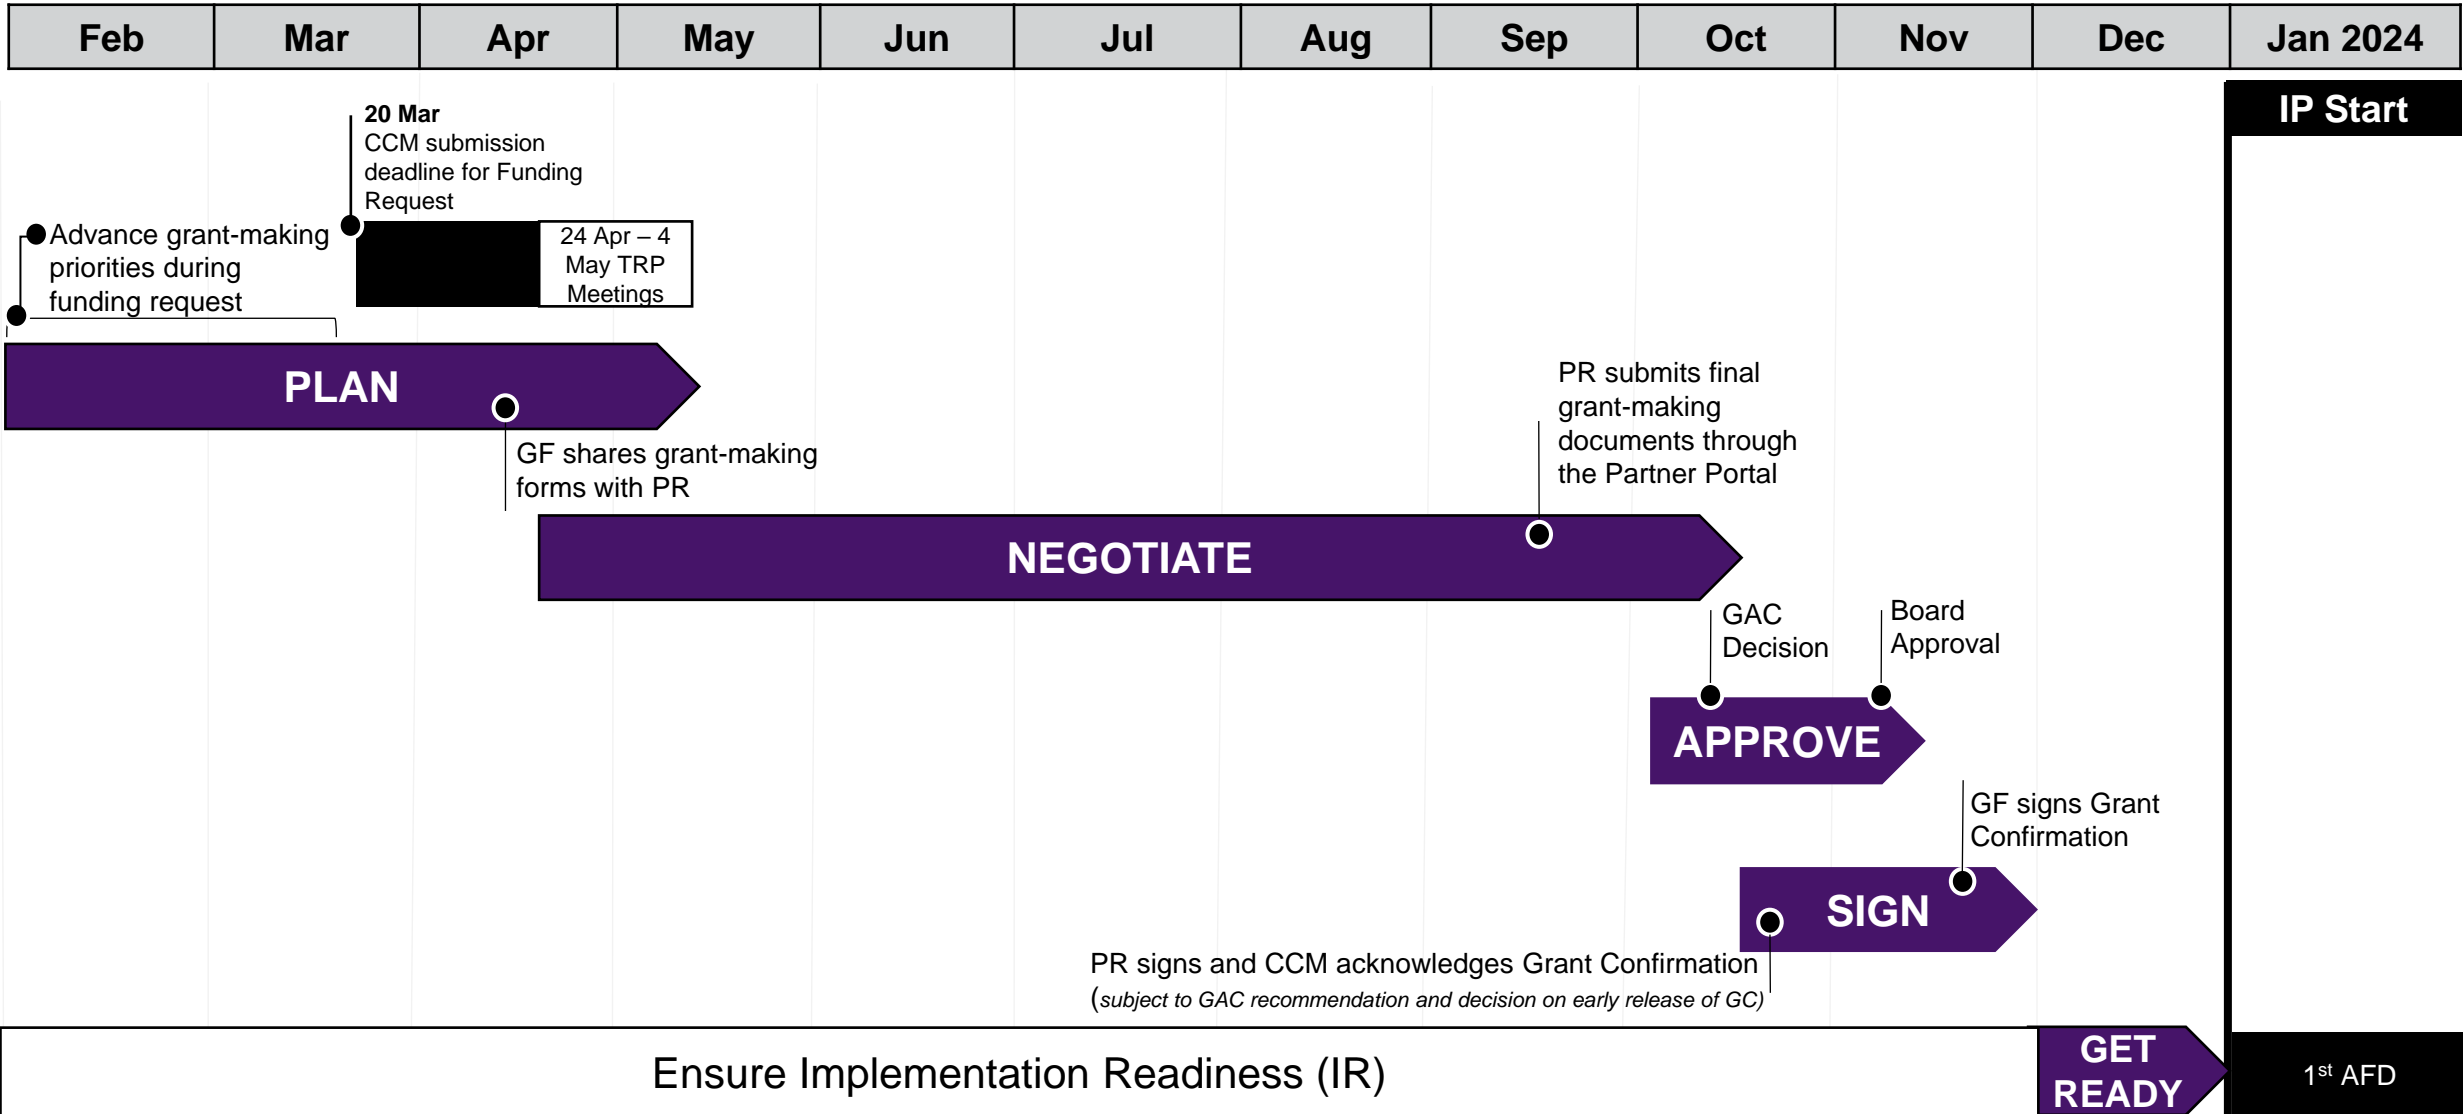 Feb Mar Apr May Jun Jul Aug Sep Oct Nov Dec Jan 2024
IP Start
20 Mar
CCM submission
deadline for Funding
Request
Advance grant-making
priorities during
funding request
24 Apr – 4
May TRP
Meetings
PLAN
GF shares grant-making
forms with PR
PR submits final
grant-making
documents through
the Partner Portal
NEGOTIATE
GAC
Decision
Board
Approval
APPROVE
GF signs Grant
Confirmation
SIGN
PR signs and CCM acknowledges Grant Confirmation
(subject to GAC recommendation and decision on early release of GC)
Ensure Implementation Readiness (IR)
GET
READY
1st AFD